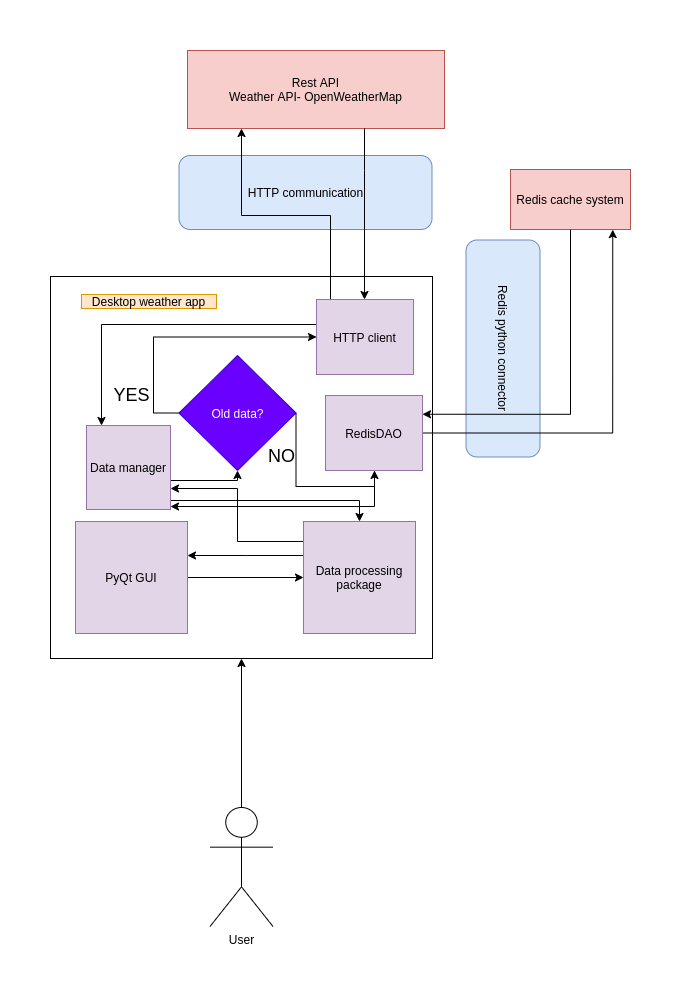 Rest API
Weather API- OpenWeatherMap
HTTP communication
Redis cache system
Redis python connector
Desktop weather app
HTTP client
YES
Old data?
RedisDAO
NO
Data manager
PyQt GUI
Data processing
package
User